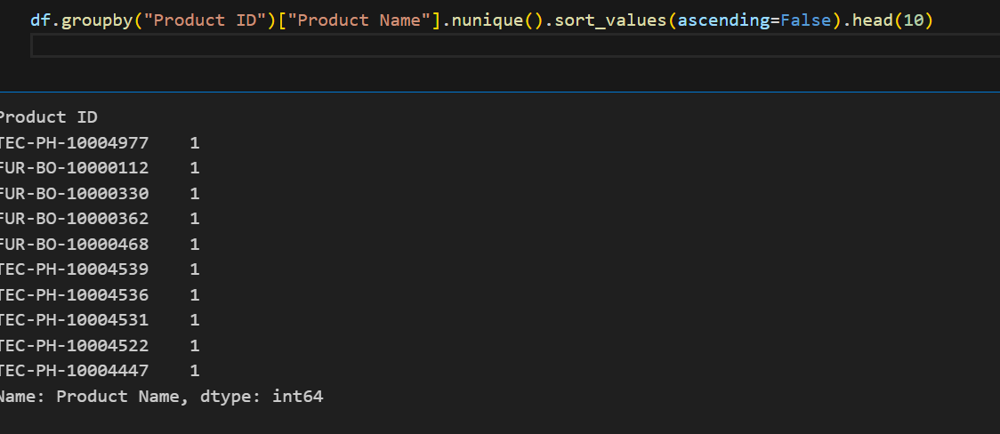 df.groupby("Product ID")["Product Name"].nunique().sort_values(ascending=False).head(10)
Product ID
TEC-PH-10004977    1
FUR-BO-10000112    1
FUR-BO-10000330    1
FUR-BO-10000362    1
FUR-BO-10000468    1
TEC-PH-10004539    1
TEC-PH-10004536    1
TEC-PH-10004531    1
TEC-PH-10004522    1
TEC-PH-10004447    1
Name: Product Name, dtype: int64